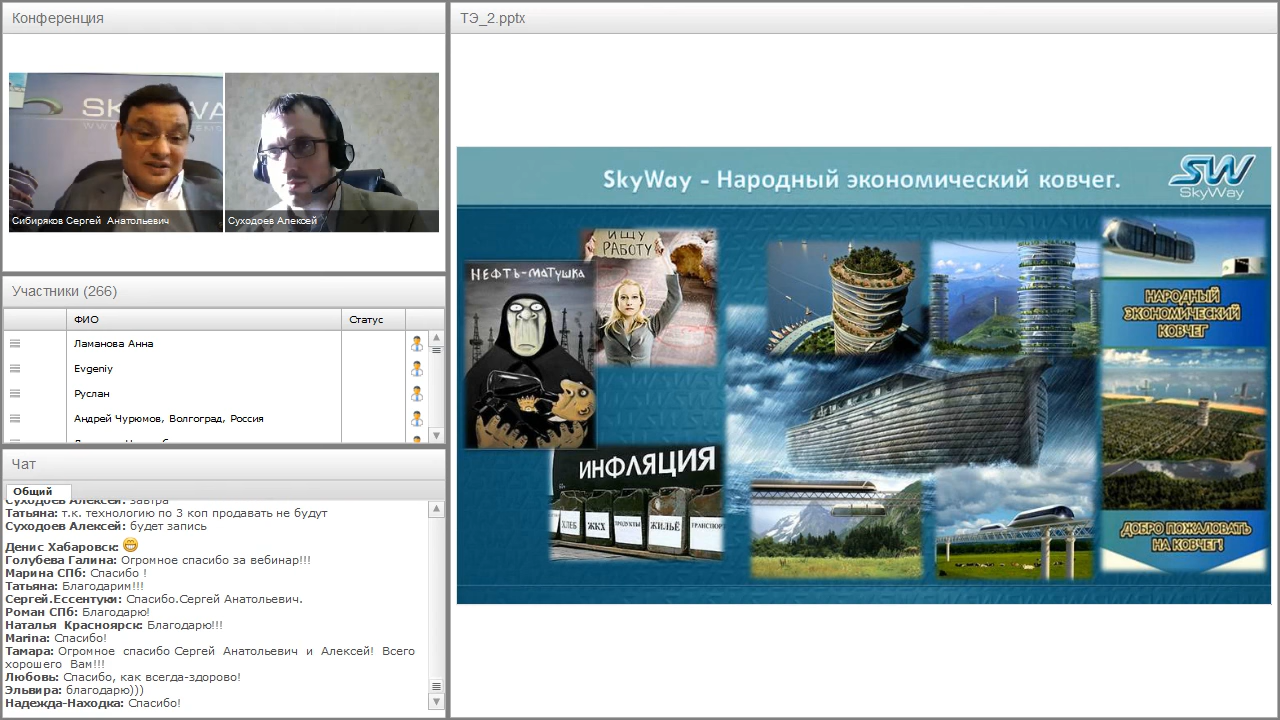 Конференция
SKYWA
Сибиряков Сергей Анатольевич
Суходоев Алексей
Участники (266)
ФИО
Статус
Ламанова Анна
Evgeniy
Руслан
Андрей Чурюмов, Волгоград, Россия
Чат
Общий
Суходоев Алексей: завтра
Татьяна: т.к. технологию по 3 коп продавать не будут
Суходоев Алексей: будет запись
Денис Хабаровск:
Голубева Галина: Огромное спасибо за вебинар!!!
Марина СПб: Спасибо !
Татьяна: Благодарим!!!
Сергей.Ессентуки: Спасибо.Сергей Анатольевич.
Роман СПб: Благодарю!
Наталья Красноярск: Благодарю!!!
Marina: Спасибо!
Тамара: Огромное спасибо Сергей Анатольевич и Алексей! Всего
хорошего Вам!!!
Любовь: Спасибо, как всегда-здорово!
Эльвира: благодарю)))
Надежда-Находка: Спасибо!
ТЭ_2.pptx
SkyWay - Народный экономический ковчег.
SW
SkyWay
ИЩУ
РАБОТУ
НЕФТЬ-МАТУШКА
ИНФЛЯЦИЯ
ХЛЕБ
ЖКХ
ПРОДУКТЫ
ЖИЛЬЁ
ТРАНСПОРТ
НАРОДНЫЙ
ЭКОНОМИЧЕСКИЙ
КОВЧЕГ
ДОБРО ПОЖАЛОВАТЬ
НА КОВЧЕГ!